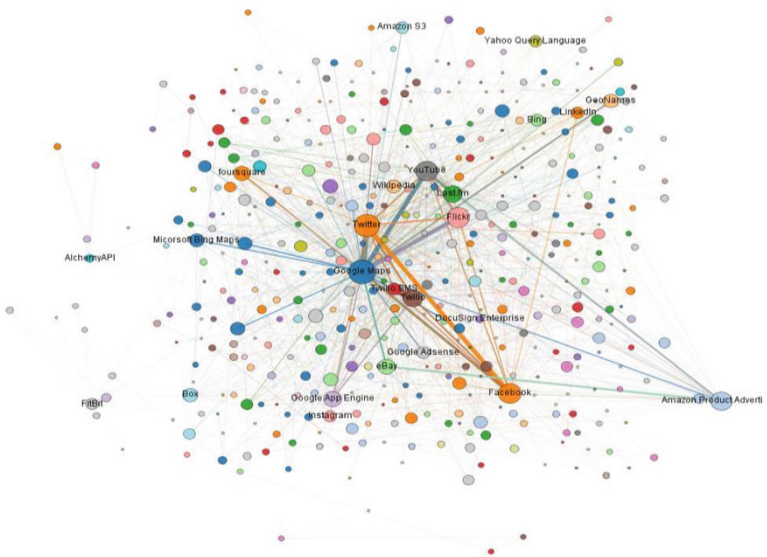 Amazon S3
Yahoo Query Language
GeoNames
LinkedIn
Bing
YouTube
foursquare
Wikipedia
Last.fm
Flickr
Twitter
Micorsoft Bing Maps
AlchemyAPI
Google Maps
Twilio SMS
Twilio
DocuSign Enterprise
Google Adsense
eBay
Box
Google App Engine
Facebook
Amazon Product Adverti
FitBit
Instagram